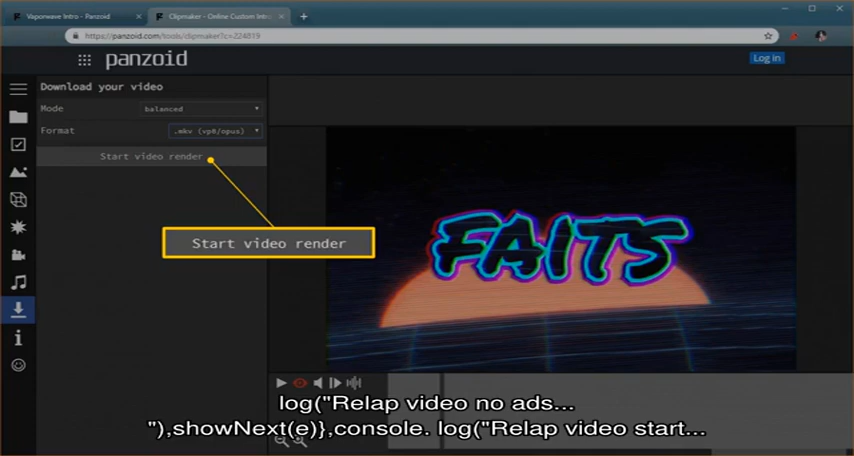 Vaporwave Intro - Panzoid
Clipmaker - Online Custom Intro
https://panzoid.com/tools/clipmaker?c=224819
panzoid
Log in
Download your video
Mode
balanced
Format
.mkv (vp8/opus)
Start video render
Start video render
FAITS
log("Relap video no ads...
"),showNext(e)},console. log("Relap video start...